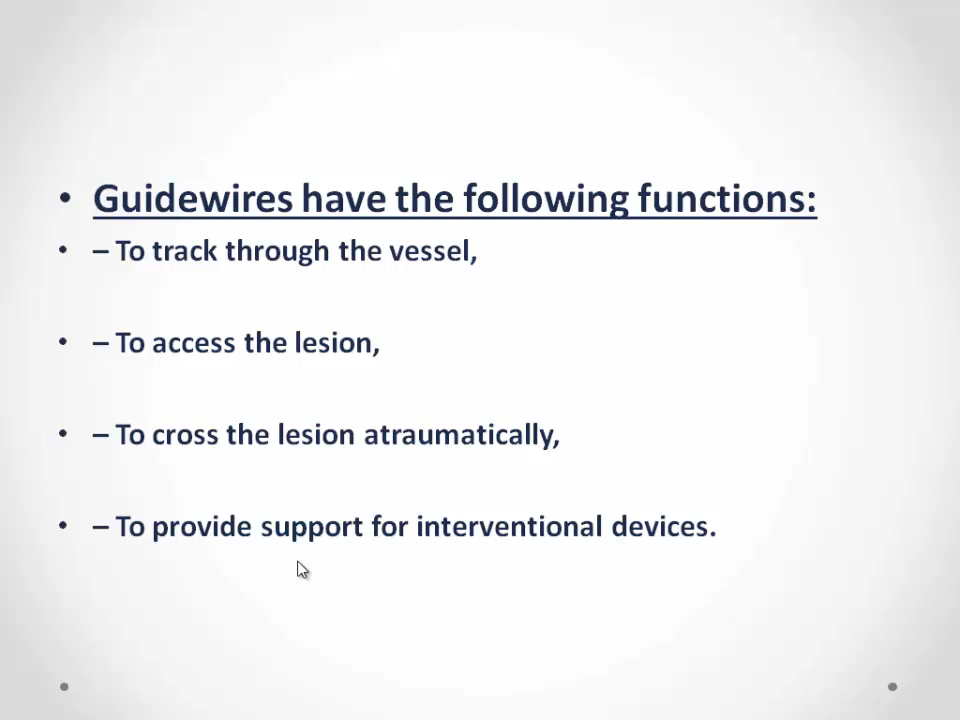 • Guidewires have the following functions:
• – To track through the vessel,
• – To access the lesion,
• – To cross the lesion atraumatically,
• – To provide support for interventional devices.